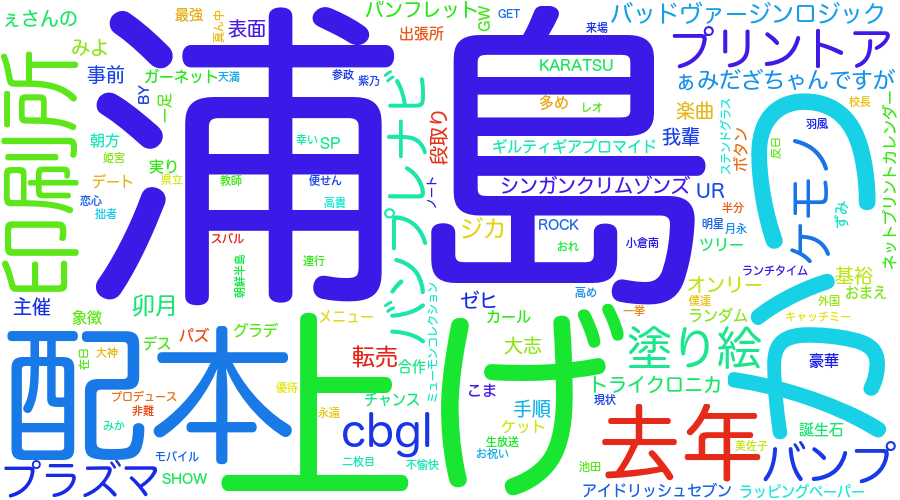 ぇさんの
みよ
事前
ガーネット
最強
真ん中
表面
天満
BY
一足
印刷所
朝方
姫宮
実り
デート
県立
恋心
拙者
主催
卯月
象徴
浦島
参政
紫乃
幸い
SP
教師
便せん
高貴
スバル
連行
朝鮮半島
パンフレット
出張所
GW
GET
来場
バンプレナビ
段取り
ノート
KARATSU
多め
レオ
ギルティギアブロマイド
シンガンクリムゾンズ
UR
ジカ
ROCK
おれ
小倉南
高め
バッドヴァージンロジック
プリントア
ぁみだざちゃんですが
楽曲
我輩
ステンドグラス
ボタン
半分
明星
月永
ツリー
反日
羽風
校長
ケモノ
ずみ
ネットプリントカレンダー
ランチタイム
オンリー
基裕
おまえ
僕達
外国
キャッチミー
ランダム
一挙
配本
上げ
つか
在日
大神
デス
パズ
グラデ
プロデュース
非難
みか
優待
メニュー
転売
合作
ミューモンコレクション
チャンス
永遠
cbgl
二枚目
不愉快
モバイル
SHOW
プラズマ
ゼヒ
カール
大志
こま
手順
ケット
生放送
お祝い
塗り絵
トライクロニカ
現状
去年
池田
美佐子
豪華
誕生石
バンプ
アイドリッシュセブン
ラッピングペーパー